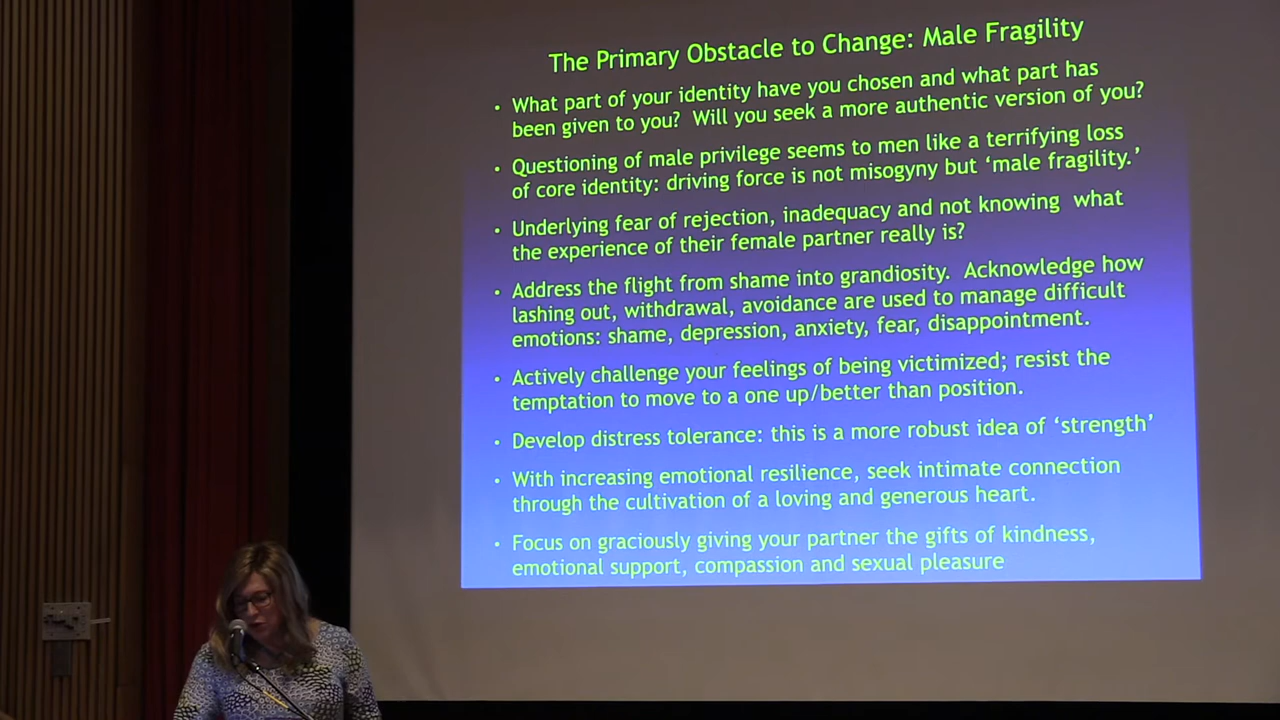 The Primary Obstacle to Change: Male Fragility
• What part of your identity have you chosen and what part has
been given to you?  Will you seek a more authentic version of you?
• Questioning of male privilege seems to men like a terrifying loss
of core identity: driving force is not misogyny but ‘male fragility.’
• Underlying fear of rejection, inadequacy and not knowing  what
the experience of their female partner really is?
• Address the flight from shame into grandiosity.  Acknowledge how
lashing out, withdrawal, avoidance are used to manage difficult
emotions: shame, depression, anxiety, fear, disappointment.
• Actively challenge your feelings of being victimized; resist the
temptation to move to a one up/better than position.
• Develop distress tolerance: this is a more robust idea of ‘strength’
• With increasing emotional resilience, seek intimate connection
through the cultivation of a loving and generous heart.
• Focus on graciously giving your partner the gifts of kindness,
emotional support, compassion and sexual pleasure